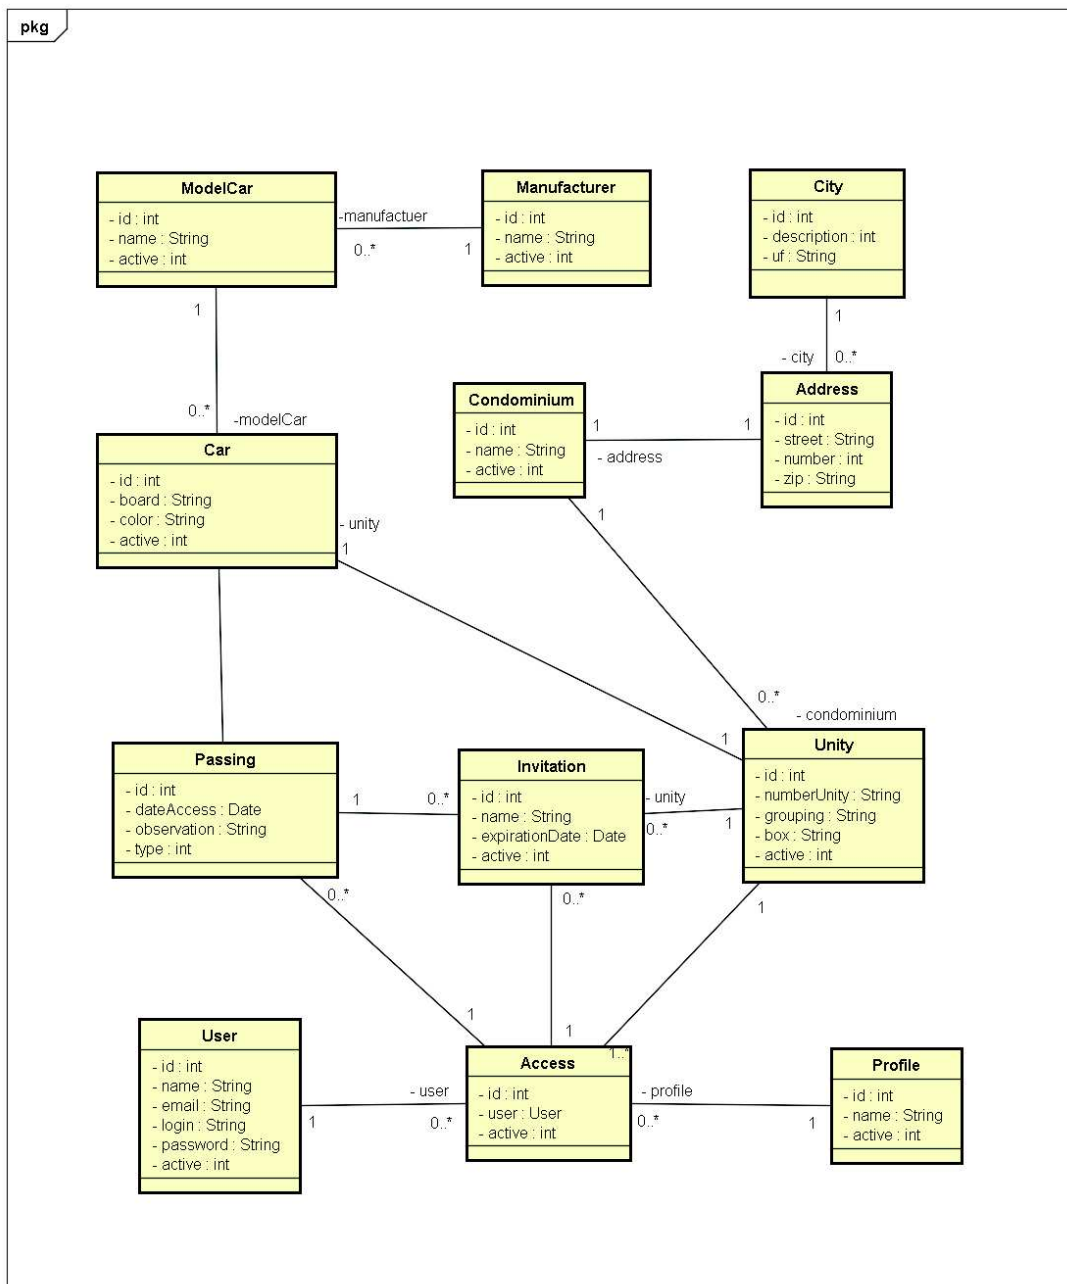 pkg
ModelCar
- id : int
- name : String
- active : int
-manufactuer
0..*
1
Manufacturer
- id : int
- name : String
- active : int
City
- id : int
- description : int
- uf : String
1
0..*
-modelCar
1
- city
0..*
Condominium
- id : int
- name : String
- active : int
1
- address
1
Address
- id : int
- street : String
- number : int
- zip : String
Car
- id : int
- board : String
- color : String
- active : int
- unity
1
1
1
0..*
- condominium
Unity
- id : int
- numberUnity : String
- grouping : String
- box : String
- active : int
Passing
- id : int
- dateAccess : Date
- observation : String
- type : int
1
0..*
Invitation
- id : int
- name : String
- expirationDate : Date
- active : int
- unity
0..*
1
0..*
0..*
1
1
1
1..*
User
- id : int
- name : String
- email : String
- login : String
- password : String
- active : int
1
- user
0..*
Access
- id : int
- user : User
- active : int
- profile
0..*
1
Profile
- id : int
- name : String
- active : int